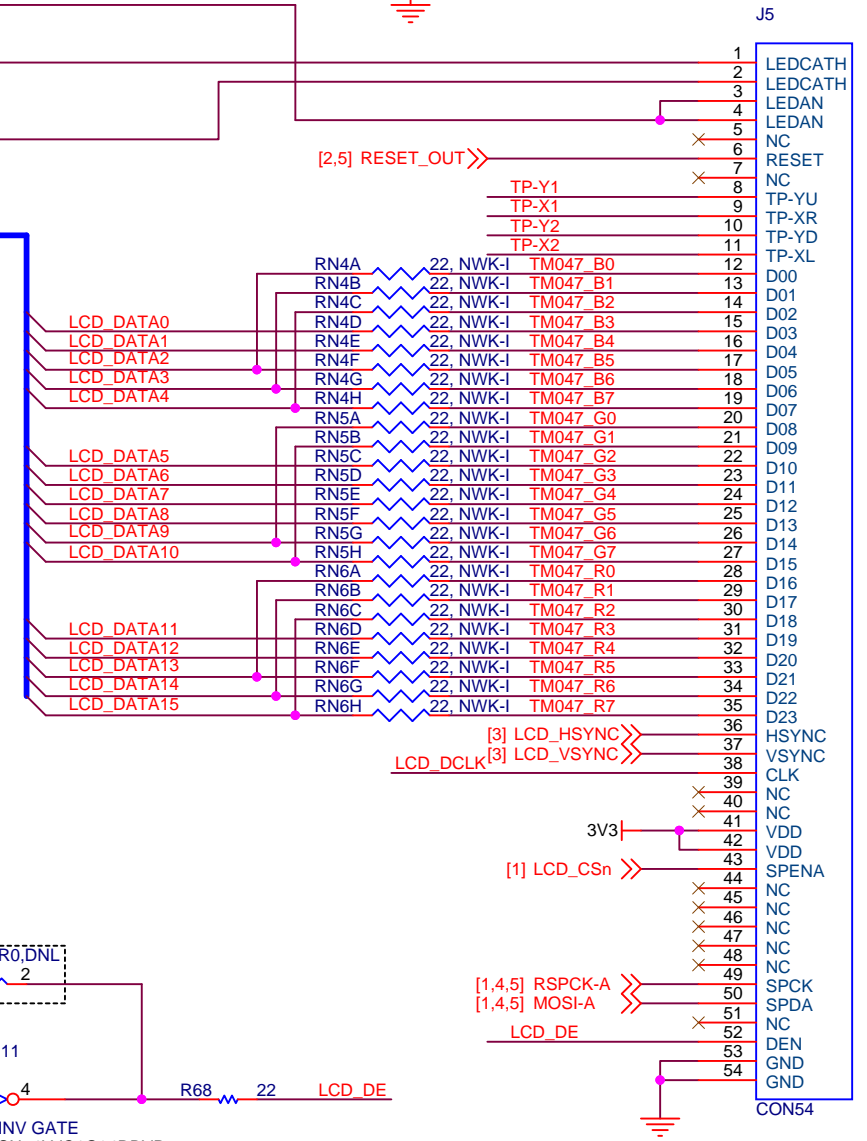 J5
1 LEDCATH
2 LEDCATH
3 LEDAN
4 LEDAN
5 NC
[2,5] RESET_OUT 6 RESET
7 NC
TP-Y1 8 TP-YU
TP-X1 9 TP-XR
TP-Y2 10 TP-YD
TP-X2 11 TP-XL
RN4A 22, NWK-I TM047_B0 12 D00
RN4B 22, NWK-I TM047_B1 13 D01
RN4C 22, NWK-I TM047_B2 14 D02
LCD_DATA0 RN4D 22, NWK-I TM047_B3 15 D03
LCD_DATA1 RN4E 22, NWK-I TM047_B4 16 D04
LCD_DATA2 RN4F 22, NWK-I TM047_B5 17 D05
LCD_DATA3 RN4G 22, NWK-I TM047_B6 18 D06
LCD_DATA4 RN4H 22, NWK-I TM047_B7 19 D07
RN5A 22, NWK-I TM047_G0 20 D08
RN5B 22, NWK-I TM047_G1 21 D09
LCD_DATA5 RN5C 22, NWK-I TM047_G2 22 D10
LCD_DATA6 RN5D 22, NWK-I TM047_G3 23 D11
LCD_DATA7 RN5E 22, NWK-I TM047_G4 24 D12
LCD_DATA8 RN5F 22, NWK-I TM047_G5 25 D13
LCD_DATA9 RN5G 22, NWK-I TM047_G6 26 D14
LCD_DATA10 RN5H 22, NWK-I TM047_G7 27 D15
RN6A 22, NWK-I TM047_R0 28 D16
RN6B 22, NWK-I TM047_R1 29 D17
RN6C 22, NWK-I TM047_R2 30 D18
LCD_DATA11 RN6D 22, NWK-I TM047_R3 31 D19
LCD_DATA12 RN6E 22, NWK-I TM047_R4 32 D20
LCD_DATA13 RN6F 22, NWK-I TM047_R5 33 D21
LCD_DATA14 RN6G 22, NWK-I TM047_R6 34 D22
LCD_DATA15 RN6H 22, NWK-I TM047_R7 35 D23
[3] LCD_HSYNC 36 HSYNC
[3] LCD_VSYNC 37 VSYNC
LCD_DCLK 38 CLK
39 NC
40 NC
3V3 41 VDD
42 VDD
[1] LCD_CSn 43 SPENA
44 NC
45 NC
46 NC
47 NC
48 NC
R0,DNL
2
[1,4,5] RSPCK-A 49 SPCK
[1,4,5] MOSI-A 50 SPDA
51 NC
LCD_DE 52 DEN
11
53 GND
54 GND
4 R68 22 LCD_DE
CON54
INV GATE